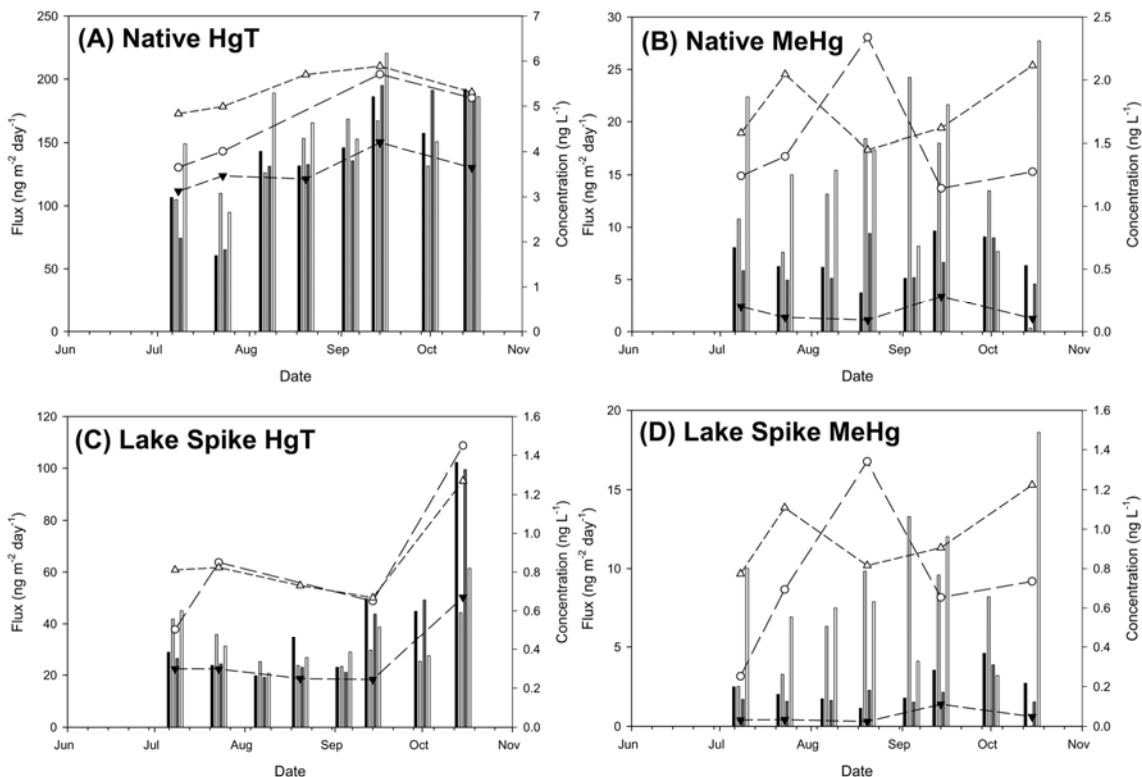 (A) Native HgT
250
200
150
100
50
0
Flux (ng m⁻² day⁻¹)
7
6
5
4
3
2
1
0
Concentration (ng L⁻¹)
Jun Jul Aug Sep Oct Nov
Date
(B) Native MeHg
30
25
20
15
10
5
0
Flux (ng m⁻² day⁻¹)
2.5
2.0
1.5
1.0
0.5
0.0
Concentration (ng L⁻¹)
Jun Jul Aug Sep Oct Nov
Date
(C) Lake Spike HgT
120
100
80
60
40
20
0
Flux (ng m⁻² day⁻¹)
1.6
1.4
1.2
1.0
0.8
0.6
0.4
0.2
0.0
Concentration (ng L⁻¹)
Jun Jul Aug Sep Oct Nov
Date
(D) Lake Spike MeHg
20
15
10
5
0
Flux (ng m⁻² day⁻¹)
1.6
1.4
1.2
1.0
0.8
0.6
0.4
0.2
0.0
Concentration (ng L⁻¹)
Jun Jul Aug Sep Oct Nov
Date